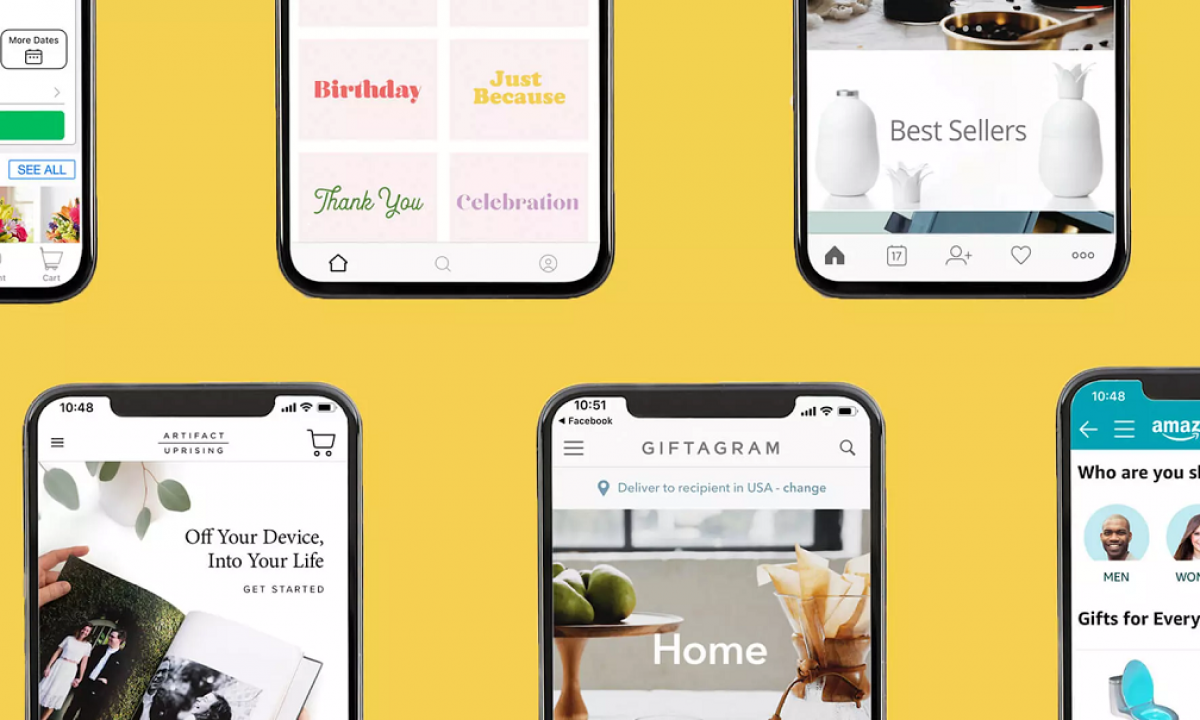 More Dates
SEE ALL
Cart
Birthday
Just
Because
Thank You
Celebration
Best Sellers
17
10:48
ARTIFACT
UPRISING
Off Your Device,
Into Your Life
GET STARTED
10:51
Facebook
GIFTAGRAM
Deliver to recipient in USA - change
Home
10:48
amaz
Who are you sh
MEN
WOM
Gifts for Every